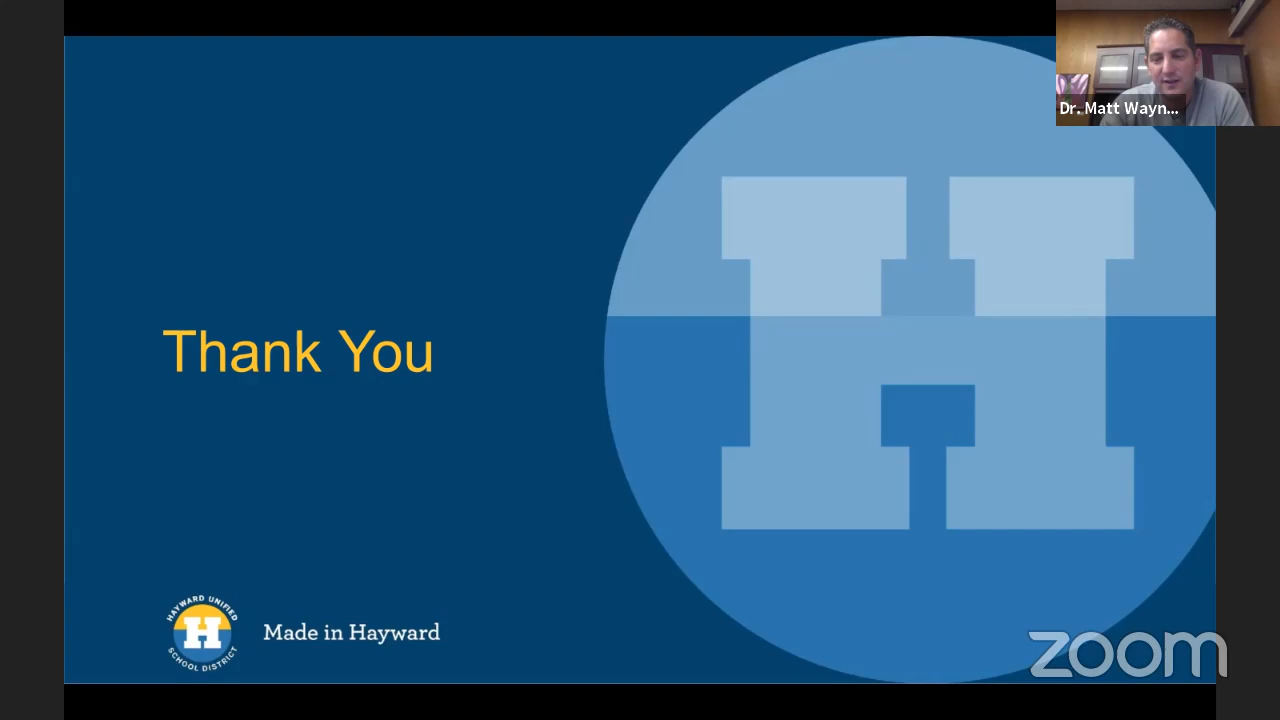 Dr. Matt Wayn...
H
Thank You
HAYWARD UNIFIED
H
SCHOOL DISTRICT
Made in Hayward
zoom